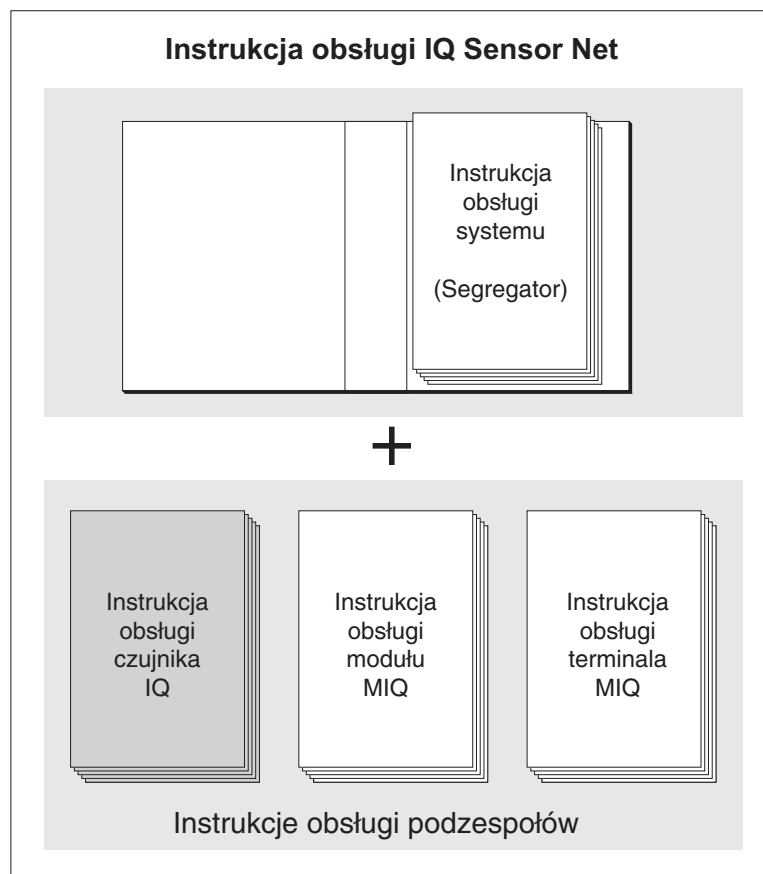 Instrukcja obsługi IQ Sensor Net
Instrukcja
obsługi
systemu
(Segregator)
+
Instrukcja
obsługi
czujnika
IQ
Instrukcja
obsługi
modułu
MIQ
Instrukcja
obsługi
terminala
MIQ
Instrukcje obsługi podzespołów